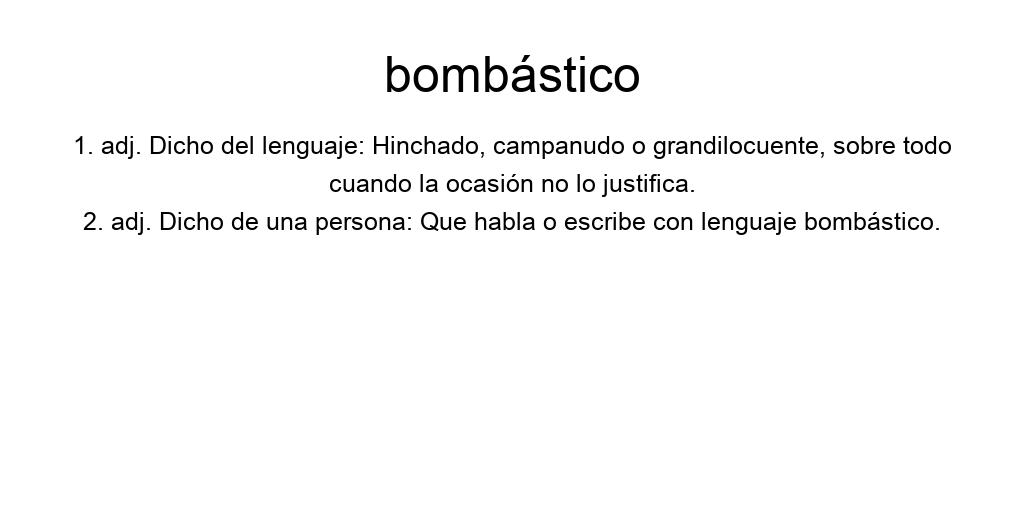 bombástico
1. adj. Dicho del lenguaje: Hinchado, campanudo o grandilocuente, sobre todo
cuando la ocasión no lo justifica.
2. adj. Dicho de una persona: Que habla o escribe con lenguaje bombástico.